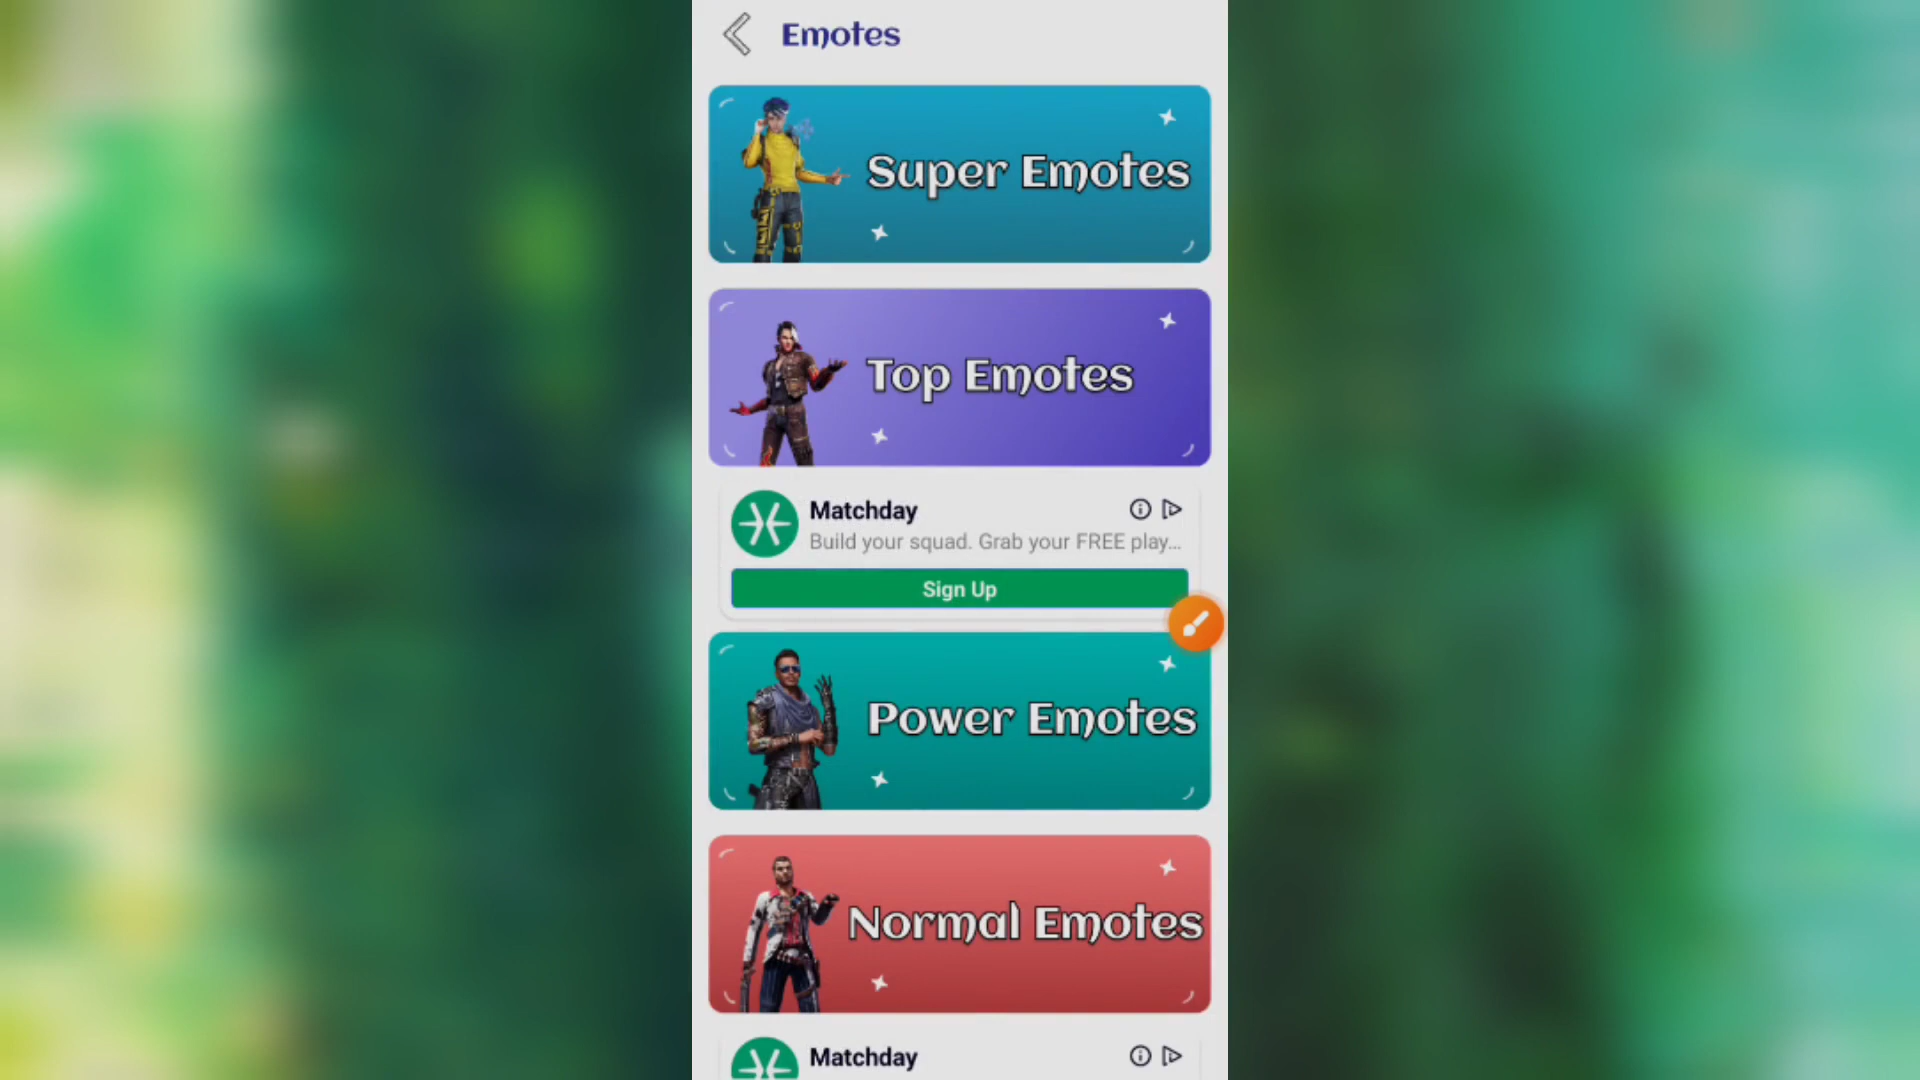 Emotes
Super Emotes
Top Emotes
Matchday
Build your squad. Grab your FREE play...
Sign Up
Power Emotes
Normal Emotes
Matchday